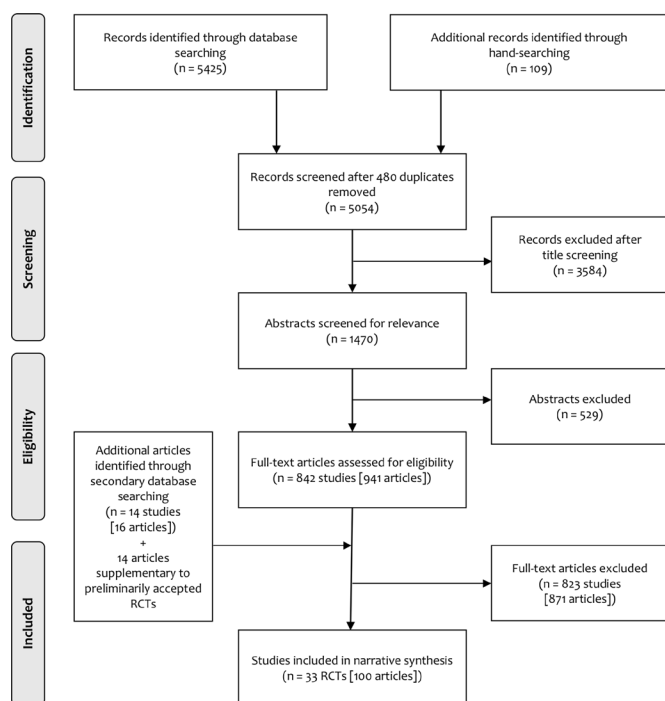 Identification
Records identified through database
searching
(n = 5425)
Additional records identified through
hand-searching
(n = 109)
Records screened after 480 duplicates
removed
(n = 5054)
Screening
Records excluded after
title screening
(n = 3584)
Abstracts screened for relevance
(n = 1470)
Eligibility
Abstracts excluded
(n = 529)
Full-text articles assessed for eligibility
(n = 842 studies [941 articles])
Additional articles
identified through
secondary database
searching
(n = 14 studies
[16 articles])
+
14 articles
supplementary to
preliminarily accepted
RCTs
Included
Full-text articles excluded
(n = 823 studies
[871 articles])
Studies included in narrative synthesis
(n = 33 RCTs [100 articles])